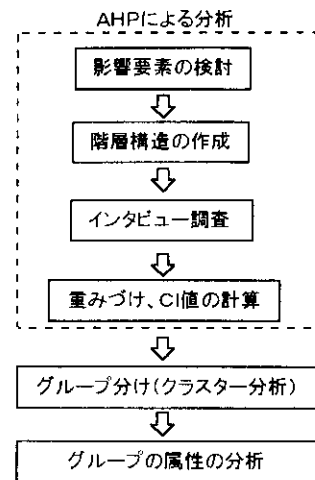 AHPによる分析
影響要素の検討
階層構造の作成
インタビュー調査
重みづけ、CI値の計算
グループ分け(クラスター分析)
グループの属性の分析